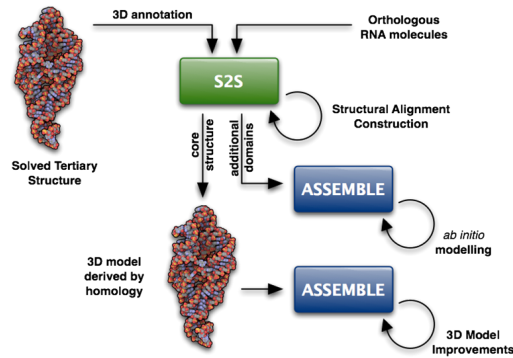 3D annotation
Orthologous
RNA molecules
S2S
Structural Alignment
Construction
Solved Tertiary
Structure
core
structure
additional
domains
ASSEMBLE
ab initio
modelling
3D model
derived by
homology
ASSEMBLE
3D Model
Improvements